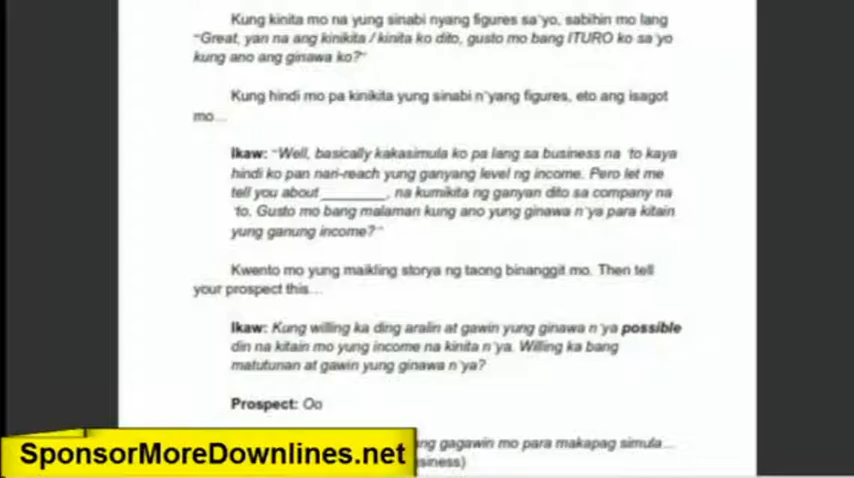 Kung kinita mo na yung sinabi nyang figures sa'yo, sabihin mo lang
"Great, yan na ang kinikita / kinita ko dito, gusto mo bang ITURO ko sa'yo
kung ano ang ginawa ko?"
Kung hindi mo pa kinikita yung sinabi n'yang figures, eto ang isagot
mo...
Ikaw: "Well, basically kakasimula ko pa lang sa business na 'to kaya
hindi ko pan nari-reach yung ganyang level ng income. Pero let me
tell you about ________, na kumikita ng ganyan dito sa company na
'to. Gusto mo bang malaman kung ano yung ginawa n'ya para kitain
yung ganung income?"
Kwento mo yung maikling storya ng taong binanggit mo. Then tell
your prospect this...
Ikaw: Kung willing ka ding aralin at gawin yung ginawa n'ya possible
din na kitain mo yung income na kinita n'ya. Willing ka bang
matutunan at gawin yung ginawa n'ya?
Prospect: Oo
gagawin mo para makapag simula...
SponsorMoreDownlines.net